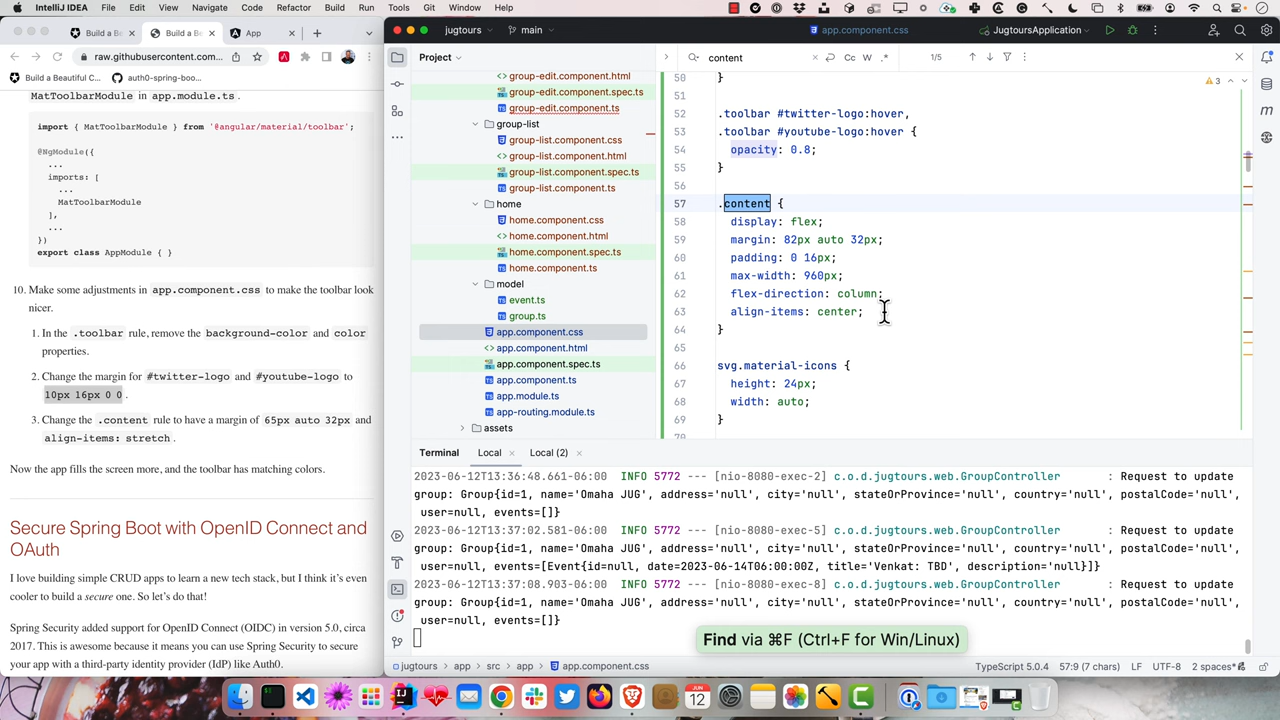 IntelliJ IDEA File Edit View Navigate Code Refactor Build Run Tools Git Window Help
Build a B
Build a B
App
raw.githubusercontent.com...
Build a Beautiful C...
auth0-spring-boo...
MatToolbarModule in app.module.ts.
import { MatToolbarModule } from '@angular/material/toolbar';
@NgModule({
...
imports: [
...
MatToolbarModule
],
...
})
export class AppModule { }
10. Make some adjustments in app.component.css to make the toolbar look
nicer.
1. In the .toolbar rule, remove the background-color and color
properties.
2. Change the margin for #twitter-logo and #youtube-logo to
10px 16px 0 0.
3. Change the .content rule to have a margin of 65px auto 32px and
align-items: stretch.
Now the app fills the screen more, and the toolbar has matching colors.
Secure Spring Boot with OpenID Connect and
OAuth
I love building simple CRUD apps to learn a new tech stack, but I think it's even
cooler to build a secure one. So let's do that!
Spring Security added support for OpenID Connect (OIDC) in version 5.0, circa
2017. This is awesome because it means you can use Spring Security to secure
your app with a third-party identity provider (IdP) like Auth0.
jugtours main app.component.css JugtoursApplication
Project
group-edit.component.html
group-edit.component.spec.ts
group-edit.component.ts
group-list
group-list.component.css
group-list.component.html
group-list.component.spec.ts
group-list.component.ts
home
home.component.css
home.component.html
home.component.spec.ts
home.component.ts
model
event.ts
group.ts
app.component.css
app.component.html
app.component.spec.ts
app.component.ts
app.module.ts
app-routing.module.ts
assets
content Cc W .* 1/5
3
50 }
51
52 .toolbar #twitter-logo:hover,
53 .toolbar #youtube-logo:hover {
54 opacity: 0.8;
55 }
56
57 .content {
58 display: flex;
59 margin: 82px auto 32px;
60 padding: 0 16px;
61 max-width: 960px;
62 flex-direction: column;
63 align-items: center;
64 }
65
66 svg.material-icons {
67 height: 24px;
68 width: auto;
69 }
70
Terminal Local Local (2)
2023-06-12T13:36:48.661-06:00 INFO 5772 --- [nio-8080-exec-2] c.o.d.jugtours.web.GroupController : Request to update
group: Group{id=1, name='Omaha JUG', address='null', city='null', stateOrProvince='null', country='null', postalCode='null',
user=null, events=[]}
2023-06-12T13:37:02.581-06:00 INFO 5772 --- [nio-8080-exec-5] c.o.d.jugtours.web.GroupController : Request to update
group: Group{id=1, name='Omaha JUG', address='null', city='null', stateOrProvince='null', country='null', postalCode='null',
user=null, events=[Event{id=null, date=2023-06-14T06:00:00Z, title='Venkat: TBD', description='null'}]}
2023-06-12T13:37:08.903-06:00 INFO 5772 --- [nio-8080-exec-8] c.o.d.jugtours.web.GroupController : Request to update
group: Group{id=1, name='Omaha JUG', address='null', city='null', stateOrProvince='null', country='null', postalCode='null',
user=null, events=[]}
Find via ⌘F (Ctrl+F for Win/Linux)
jugtours app src app app.component.css TypeScript 5.0.4 57:9 (7 chars) LF UTF-8 2 spaces*
JUN
12